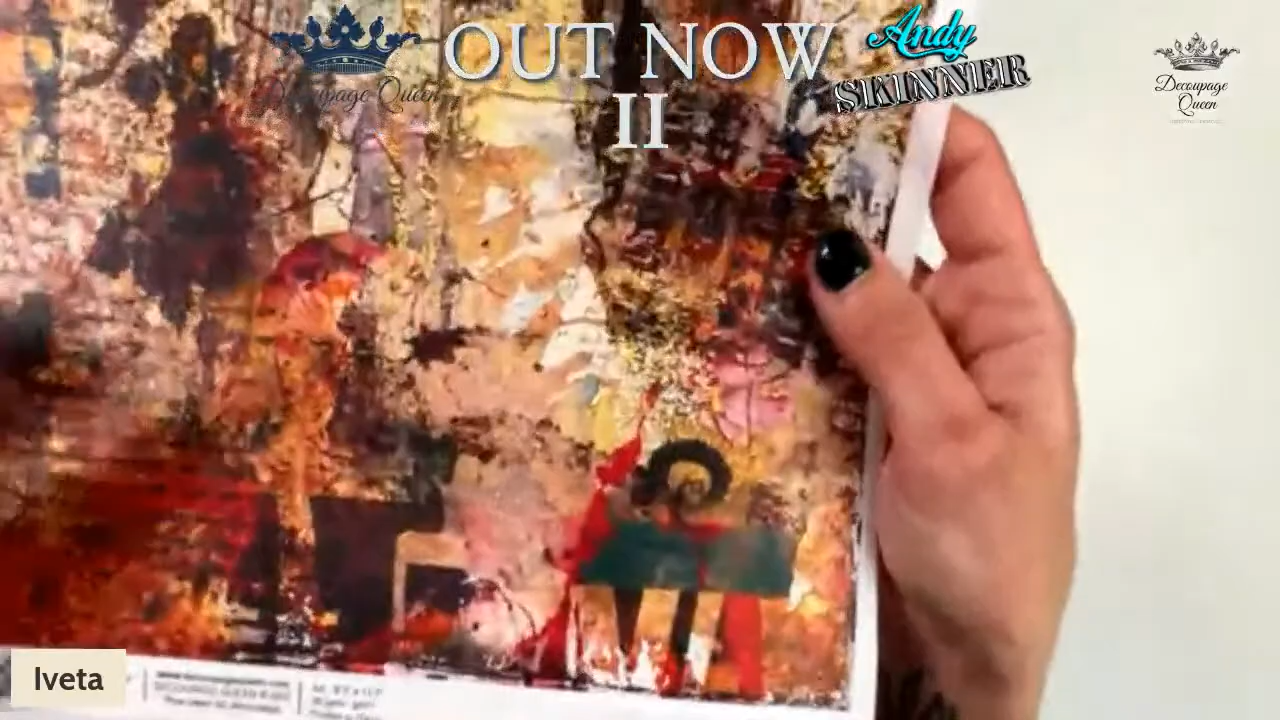 OUT NOW
II
Andy
SKINNER
Decoupage Queen
Decoupage
Queen
Iveta